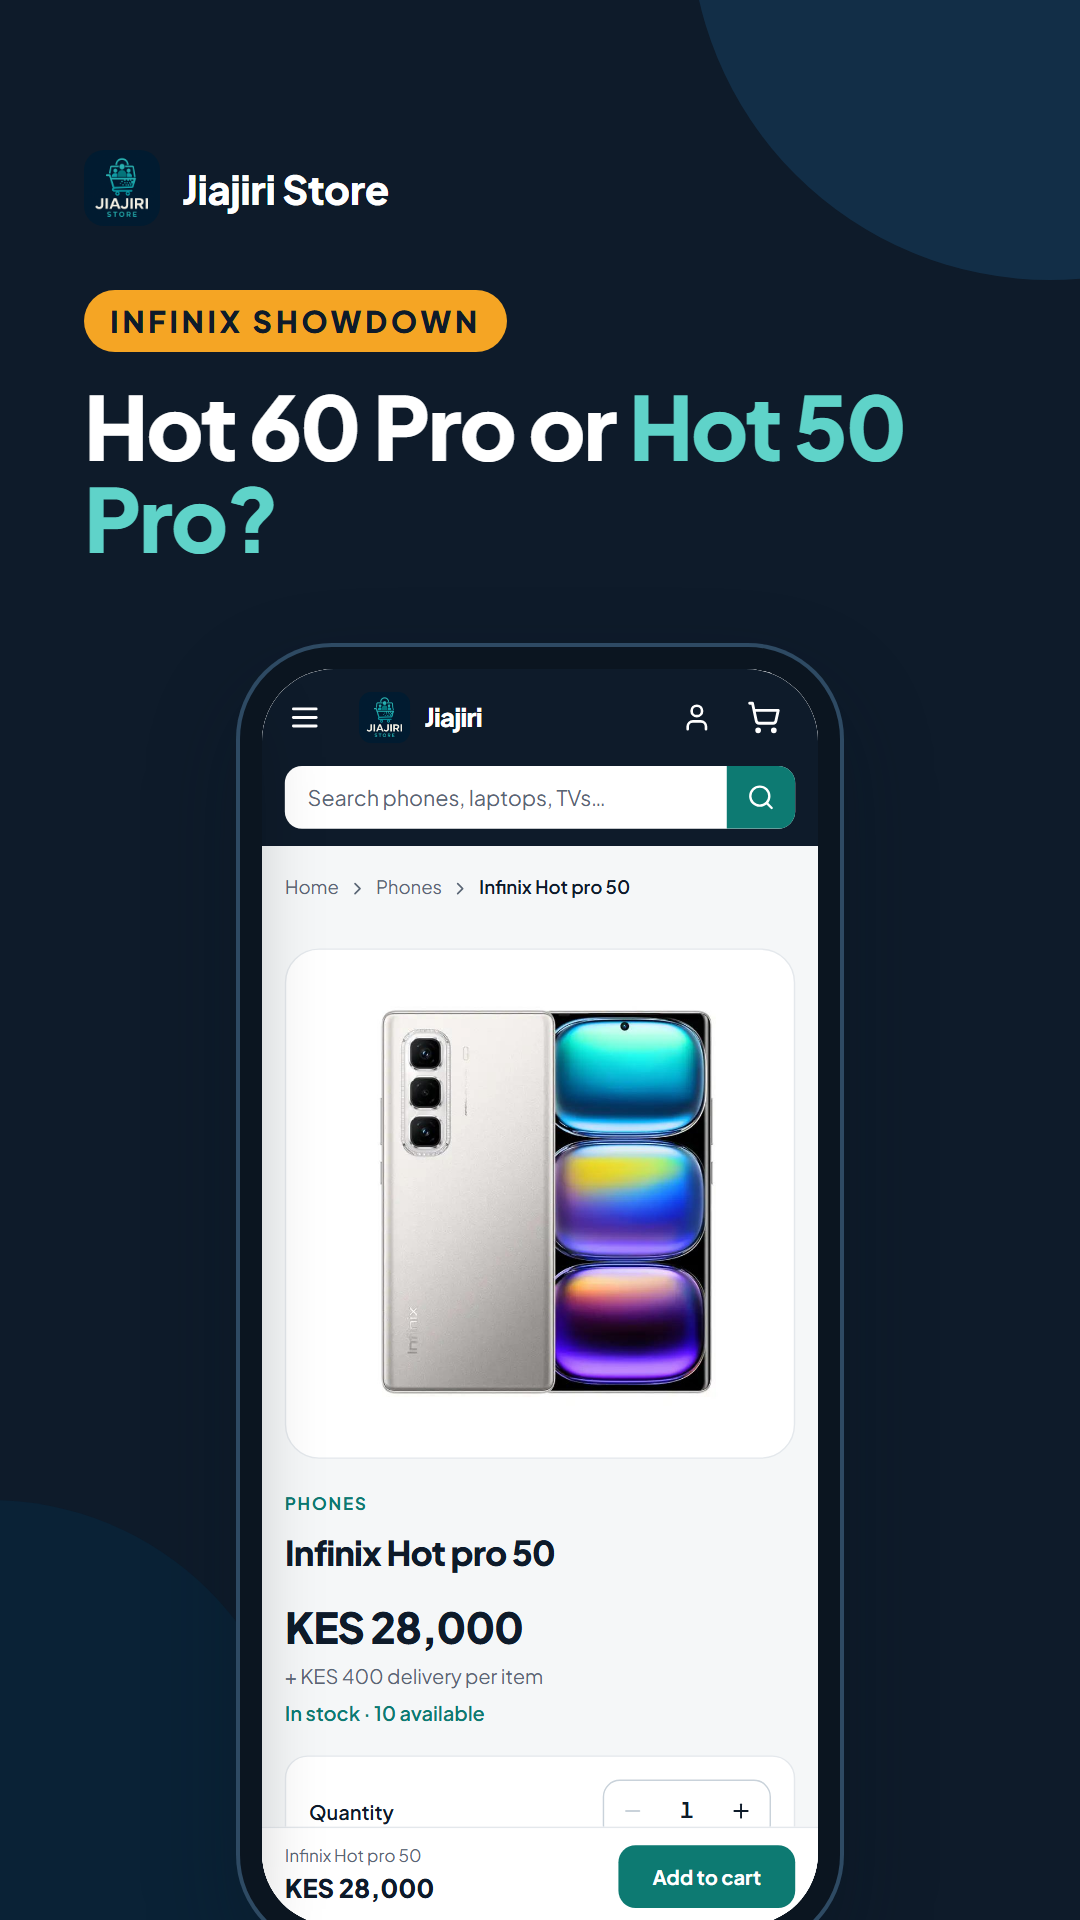 JIAJIRI
STORE
Jiajiri Store
INFINIX SHOWDOWN
Hot 60 Pro or Hot 50
Pro?
JIAJIRI
STORE
Jiajiri
Search phones, laptops, TVs...
Home > Phones > Infinix Hot pro 50
Infinix
PHONES
Infinix Hot pro 50
KES 28,000
+ KES 400 delivery per item
In stock · 10 available
Quantity
− 1 +
Infinix Hot pro 50
KES 28,000
Add to cart